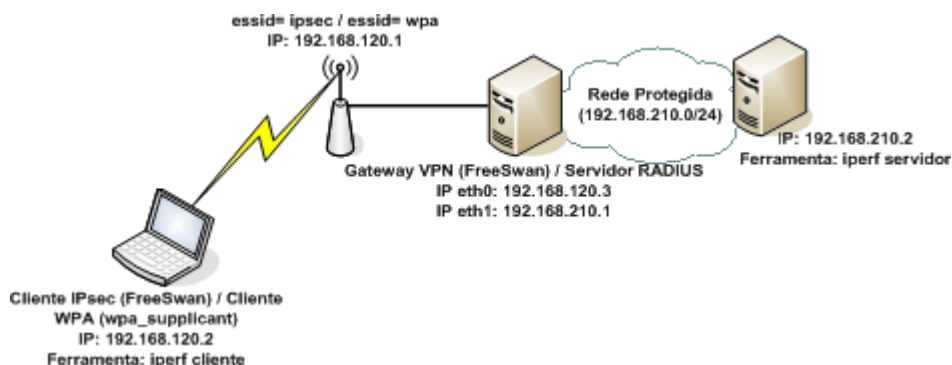 essid= ipsec / essid= wpa
IP: 192.168.120.1
Rede Protegida
(192.168.210.0/24)
IP: 192.168.210.2
Ferramenta: iperf servidor
Gateway VPN (FreeSwan) / Servidor RADIUS
IP eth0: 192.168.120.3
IP eth1: 192.168.210.1
Cliente IPsec (FreeSwan) / Cliente
WPA (wpa_supplicant)
IP: 192.168.120.2
Ferramenta: iperf cliente